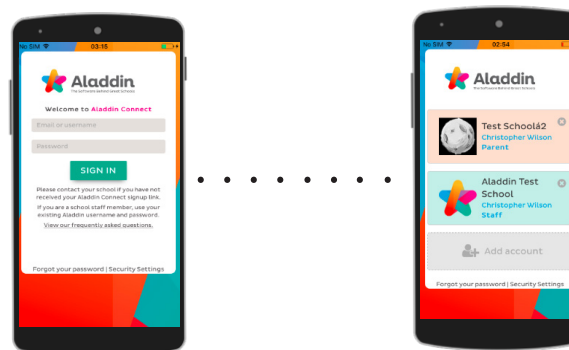 No SIM 03:15
Aladdin
The Software Behind Smart Schools
Welcome to Aladdin Connect
Email or username
Password
SIGN IN
Please contact your school if you have not
received your Aladdin Connect signup link.
If you are a school staff member, use your
existing Aladdin username and password.
View our frequently asked questions.
Forgot your password | Security Settings
No SIM 02:54
Aladdin
The Software Behind Smart Schools
Test Schoolá2
Christopher Wilson
Parent
Aladdin Test
School
Christopher Wilson
Staff
Add account
Forgot your password | Security Settings